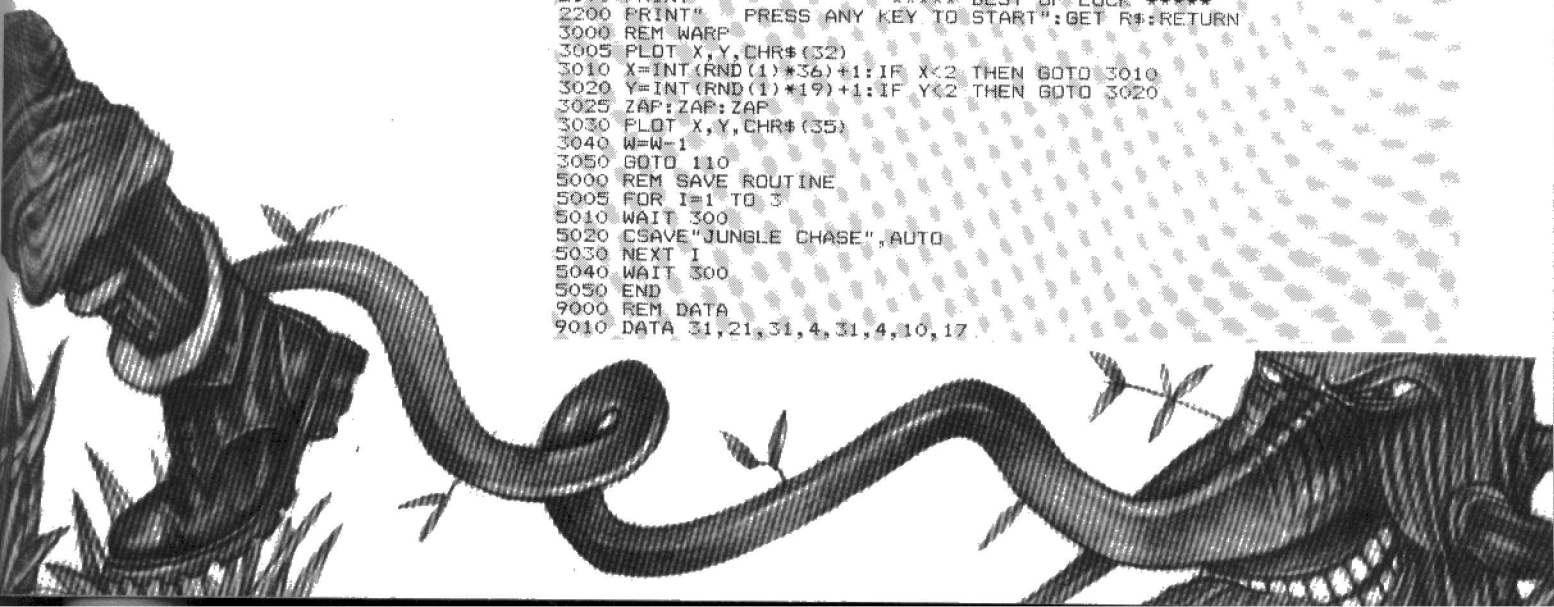 ***** BEST OF LUCK *****
2200 PRINT"   PRESS ANY KEY TO START":GET R$:RETURN
3000 REM WARP
3005 PLOT X,Y,CHR$(32)
3010 X=INT(RND(1)*36)+1:IF X<2 THEN GOTO 3010
3020 Y=INT(RND(1)*19)+1:IF Y<2 THEN GOTO 3020
3025 ZAP:ZAP:ZAP
3030 PLOT X,Y,CHR$(35)
3040 W=W-1
3050 GOTO 110
5000 REM SAVE ROUTINE
5005 FOR I=1 TO 3
5010 WAIT 300
5020 CSAVE"JUNGLE CHASE",AUTO
5030 NEXT I
5040 WAIT 300
5050 END
9000 REM DATA
9010 DATA 31,21,31,4,31,4,10,17